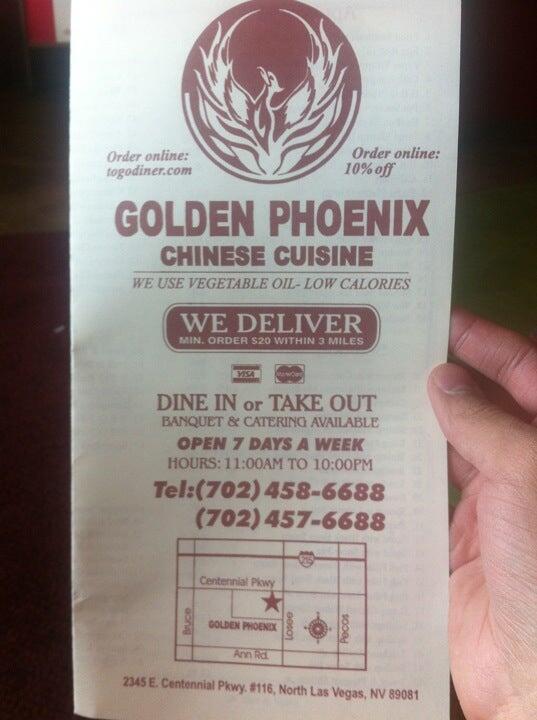 Order online:
togodiner.com
Order online:
10% off
GOLDEN PHOENIX
CHINESE CUISINE
WE USE VEGETABLE OIL- LOW CALORIES
WE DELIVER
MIN. ORDER $20 WITHIN 3 MILES
VISA
MasterCard
DINE IN or TAKE OUT
BANQUET & CATERING AVAILABLE
OPEN 7 DAYS A WEEK
HOURS: 11:00AM TO 10:00PM
Tel:(702) 458-6688
(702) 457-6688
215
Centennial Pkwy
Bruce
GOLDEN PHOENIX
Losee
Pecos
Ann Rd.
2345 E. Centennial Pkwy. #116, North Las Vegas, NV 89081